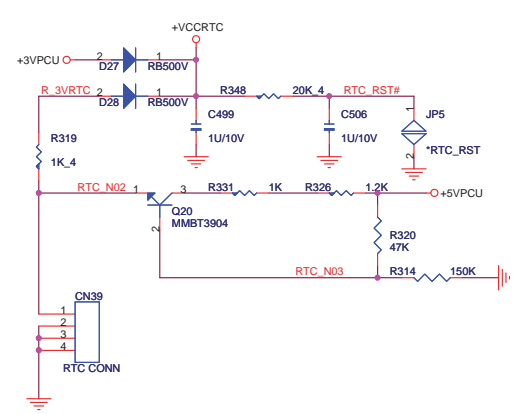 +VCCRTC
+3VPCU 2 1
D27 RB500V
R_3VRTC 2 1 R348 20K_4 RTC_RST#
D28 RB500V
C499 C506 JP5
1
1U/10V 1U/10V
R319 *RTC_RST
2
1K_4
RTC_N02 1 3 R331 1K R326 1.2K +5VPCU
Q20
MMBT3904
2
R320
47K
RTC_N03 R314 150K
CN39
1
2
3
4
RTC CONN